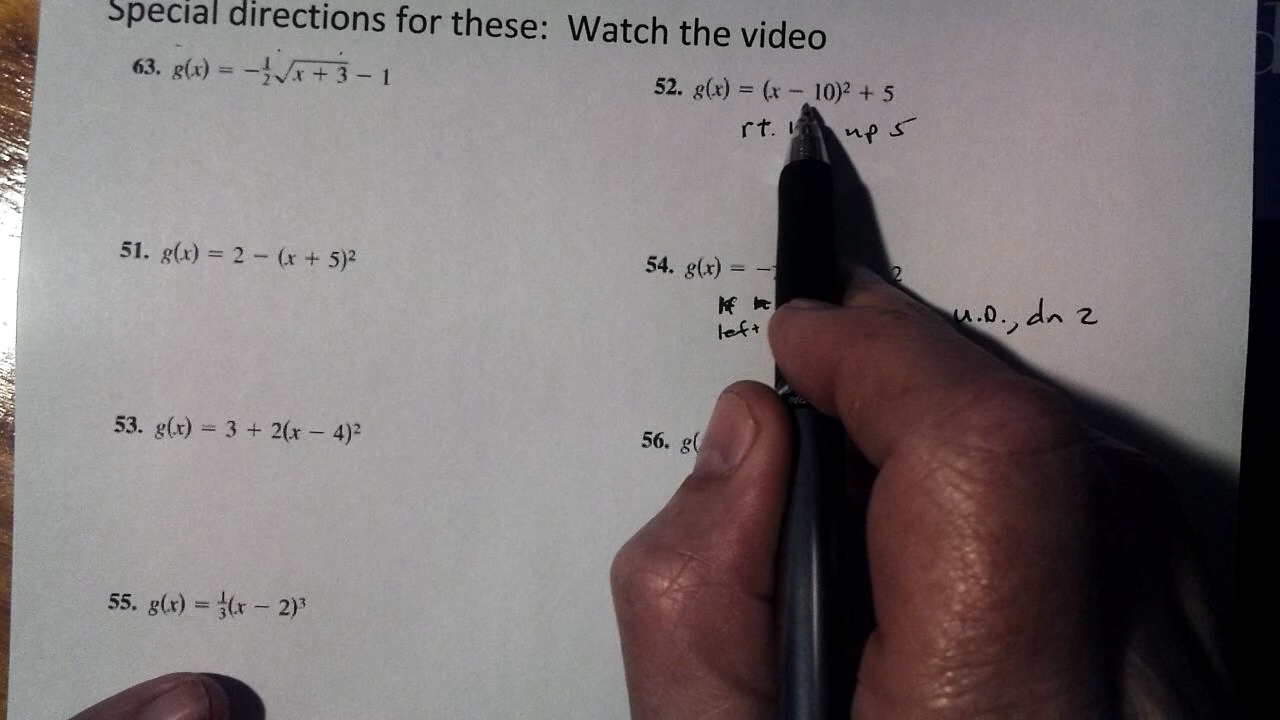 Special directions for these: Watch the video
63. g(x) = -½√x + 3 - 1
52. g(x) = (x - 10)² + 5
rt. up 5
51. g(x) = 2 - (x + 5)²
54. g(x) = - 2
left u.D., dn 2
53. g(x) = 3 + 2(x - 4)²
56. g(
55. g(x) = ⅓(x - 2)³